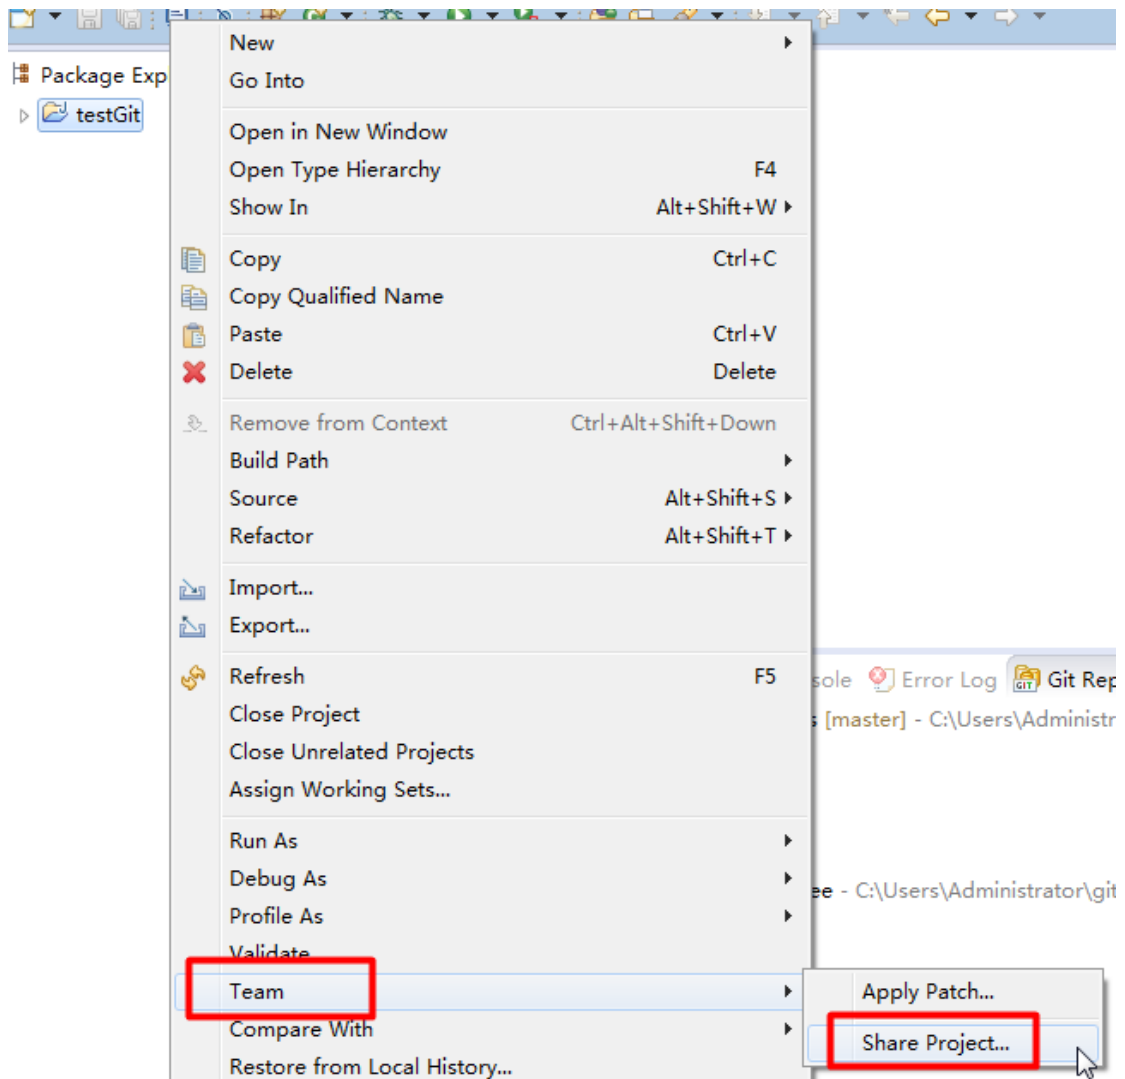 New
Package Exp
Go Into
testGit
Open in New Window
Open Type Hierarchy F4
Show In Alt+Shift+W
Copy Ctrl+C
Copy Qualified Name
Paste Ctrl+V
Delete Delete
Remove from Context Ctrl+Alt+Shift+Down
Build Path
Source Alt+Shift+S
Refactor Alt+Shift+T
Import...
Export...
Refresh F5
Close Project
Close Unrelated Projects
Assign Working Sets...
Run As
Debug As
Profile As
Validate
Team
Compare With
Restore from Local History...
sole Error Log GIT Git Rep
s [master] - C:\Users\Administr
ee - C:\Users\Administrator\git
Apply Patch...
Share Project...